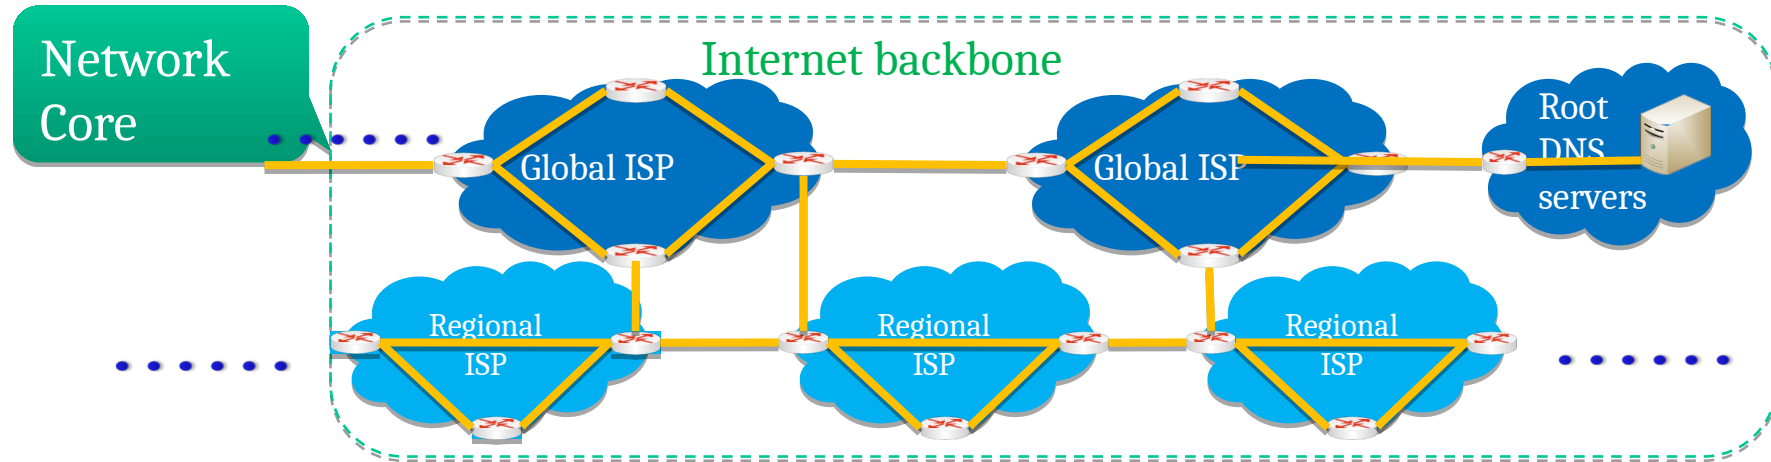 Network
Core
Internet backbone
Global ISP
Global ISP
Root
DNS
servers
Regional
ISP
Regional
ISP
Regional
ISP